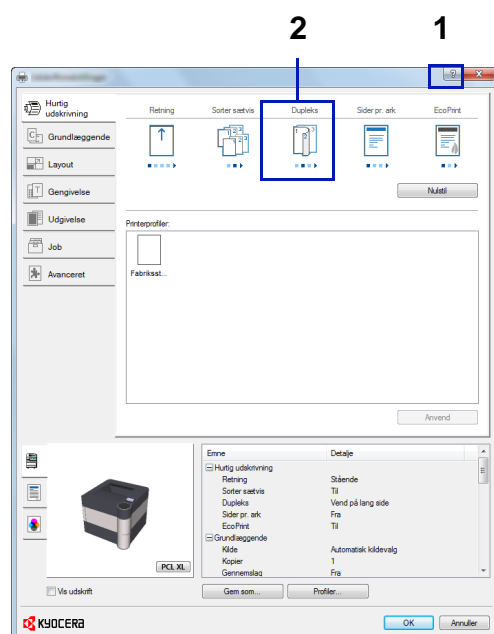 2 1
?
Hurtig
udskrivning
Grundlæggende
Layout
Gengivelse
Udgivelse
Job
Avanceret
Retning Sorter sætvis Dupleks Sider pr. ark EcoPrint
Nulstil
Printerprofiler:
Fabriksst...
Anvend
PCL XL
Vis udskrift
Emne Detalje
Hurtig udskrivning
Retning Stående
Sorter sætvis Til
Dupleks Vend på lang side
Sider pr. ark Fra
EcoPrint Til
Grundlæggende
Kilde Automatisk kildevalg
Kopier 1
Gennemslag Fra
Gem som... Profiler...
KYOCERA
OK Annuller